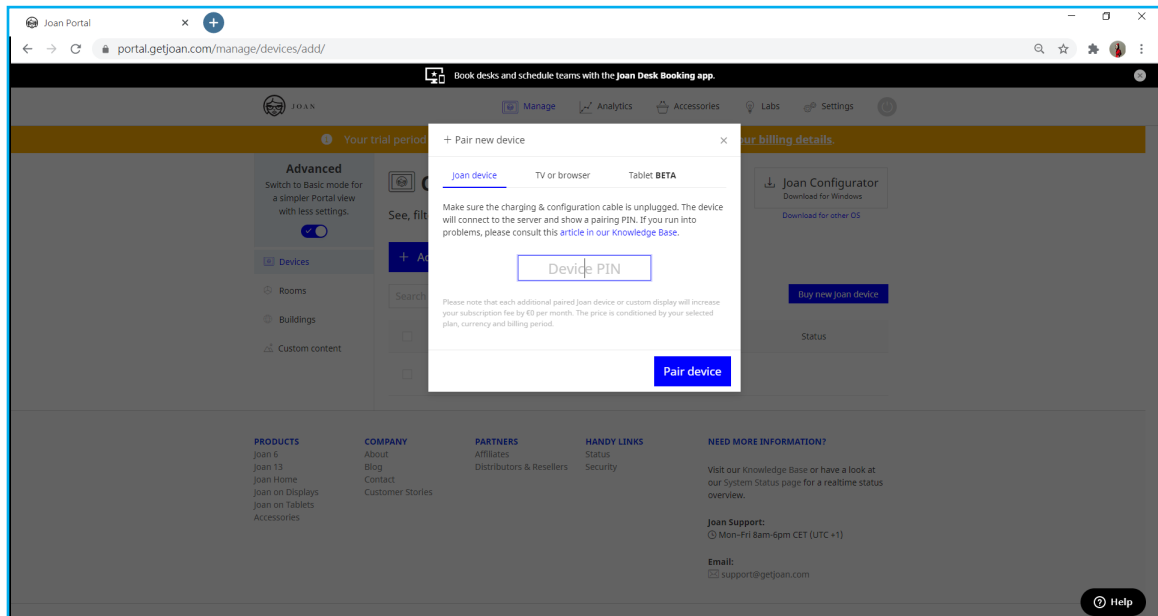 Joan Portal
portal.getjoan.com/manage/devices/add/
Book desks and schedule teams with the Joan Desk Booking app.
JOAN
Manage
Analytics
Accessories
Labs
Settings
Your trial period
our billing details.
Advanced
Switch to Basic mode for
a simpler Portal view
with less settings.
Devices
Rooms
Buildings
Custom content
See, filt
+ Ad
Search
Joan Configurator
Download for Windows
Download for other OS
Buy new Joan device
Status
+ Pair new device
Joan device
TV or browser
Tablet BETA
Make sure the charging & configuration cable is unplugged. The device
will connect to the server and show a pairing PIN. If you run into
problems, please consult this article in our Knowledge Base.
Device PIN
Please note that each additional paired Joan device or custom display will increase
your subscription fee by €0 per month. The price is conditioned by your selected
plan, currency and billing period.
Pair device
PRODUCTS
Joan 6
Joan 13
Joan Home
Joan on Displays
Joan on Tablets
Accessories
COMPANY
About
Blog
Contact
Customer Stories
PARTNERS
Affiliates
Distributors & Resellers
HANDY LINKS
Status
Security
NEED MORE INFORMATION?
Visit our Knowledge Base or have a look at
our System Status page for a realtime status
overview.
Joan Support:
Mon–Fri 8am-6pm CET (UTC +1)
Email:
support@getjoan.com
Help